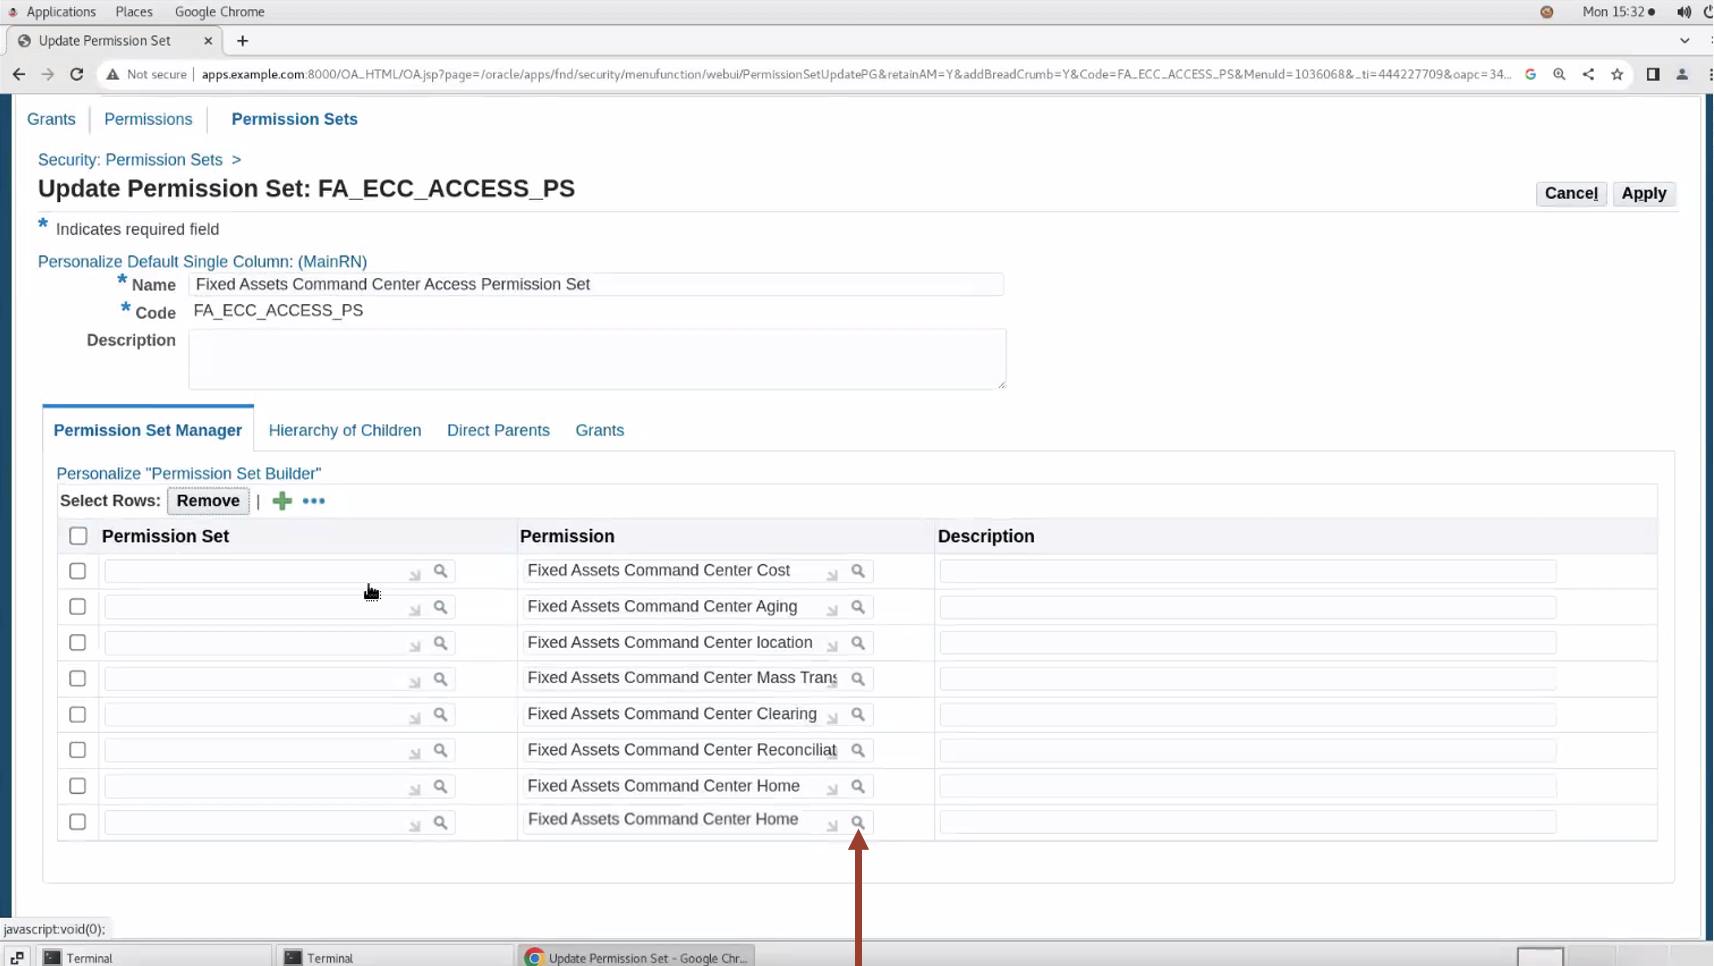 Applications Places Google Chrome Mon 15:32
Update Permission Set
Not secure apps.example.com:8000/OA_HTML/OA.jsp?page=/oracle/apps/fnd/security/menufunction/webui/PermissionSetUpdatePG&retainAM=Y&addBreadCrumb=Y&Code=FA_ECC_ACCESS_PS&MenuId=1036068&_ti=444227709&oapc=34...
Grants Permissions Permission Sets
Security: Permission Sets >
Update Permission Set: FA_ECC_ACCESS_PS
Cancel Apply
* Indicates required field
Personalize Default Single Column: (MainRN)
* Name Fixed Assets Command Center Access Permission Set
* Code FA_ECC_ACCESS_PS
Description
Permission Set Manager Hierarchy of Children Direct Parents Grants
Personalize "Permission Set Builder"
Select Rows: Remove |
Permission Set Permission Description
Fixed Assets Command Center Cost
Fixed Assets Command Center Aging
Fixed Assets Command Center location
Fixed Assets Command Center Mass Trans
Fixed Assets Command Center Clearing
Fixed Assets Command Center Reconciliat
Fixed Assets Command Center Home
Fixed Assets Command Center Home
javascript:void(0);
Terminal Terminal Update Permission Set - Google Chr...